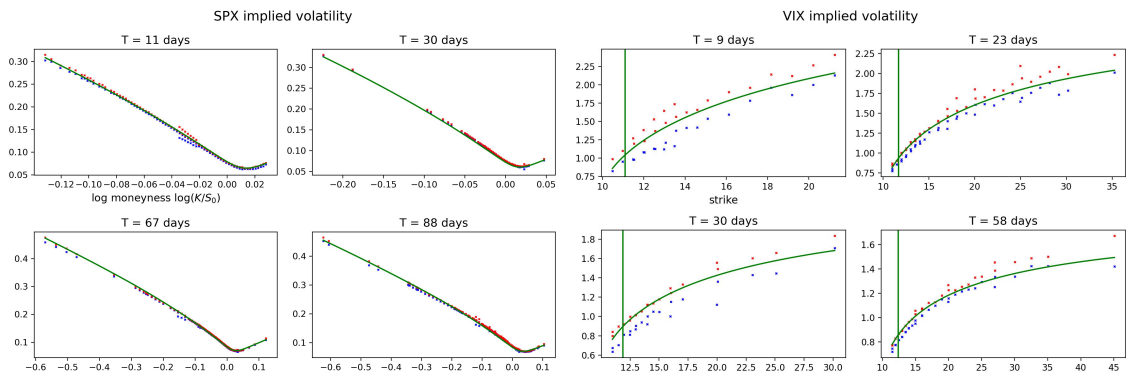 SPX implied volatility
VIX implied volatility
T = 11 days
0.30
0.25
0.20
0.15
0.10
0.05
−0.12 −0.10 −0.08 −0.06 −0.04 −0.02 0.00 0.02
log moneyness log(K/S₀)
T = 30 days
0.30
0.25
0.20
0.15
0.10
0.05
−0.20 −0.15 −0.10 −0.05 0.00 0.05
T = 9 days
2.25
2.00
1.75
1.50
1.25
1.00
0.75
10 12 14 16 18 20
strike
T = 23 days
2.25
2.00
1.75
1.50
1.25
1.00
0.75
10 15 20 25 30 35
T = 67 days
0.4
0.3
0.2
0.1
−0.6 −0.5 −0.4 −0.3 −0.2 −0.1 0.0 0.1
T = 88 days
0.4
0.3
0.2
0.1
−0.6 −0.5 −0.4 −0.3 −0.2 −0.1 0.0 0.1
T = 30 days
1.8
1.6
1.4
1.2
1.0
0.8
0.6
12.5 15.0 17.5 20.0 22.5 25.0 27.5 30.0
T = 58 days
1.6
1.4
1.2
1.0
0.8
10 15 20 25 30 35 40 45